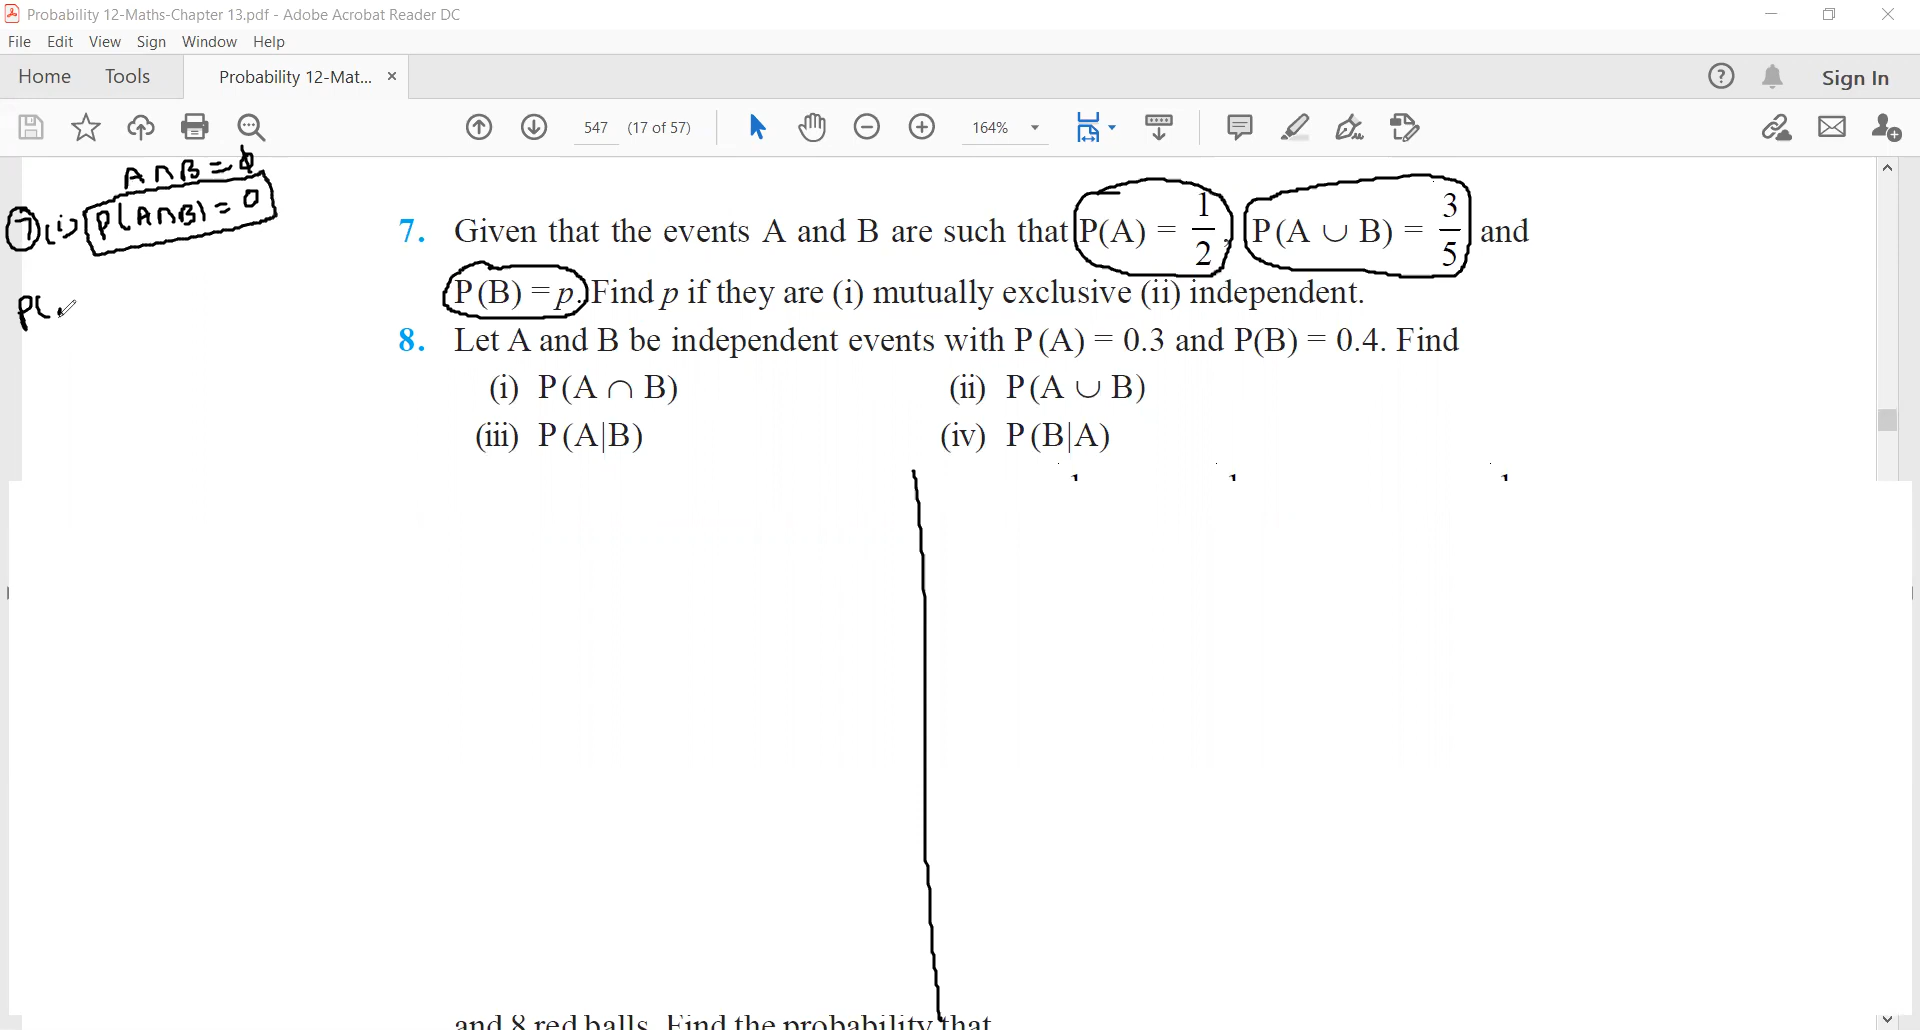 Probability 12-Maths-Chapter 13.pdf - Adobe Acrobat Reader DC
File Edit View Sign Window Help
Home Tools Probability 12-Mat... × Sign In
547 (17 of 57) 164%
A∩B=ϕ
7 (i) P(A∩B)=0
P(
7. Given that the events A and B are such that P(A) = 1/2, P(A ∪ B) = 3/5 and
P(B) = p. Find p if they are (i) mutually exclusive (ii) independent.
8. Let A and B be independent events with P(A) = 0.3 and P(B) = 0.4. Find
(i) P(A ∩ B) (ii) P(A ∪ B)
(iii) P(A|B) (iv) P(B|A)
and 8 red balls. Find the probability that